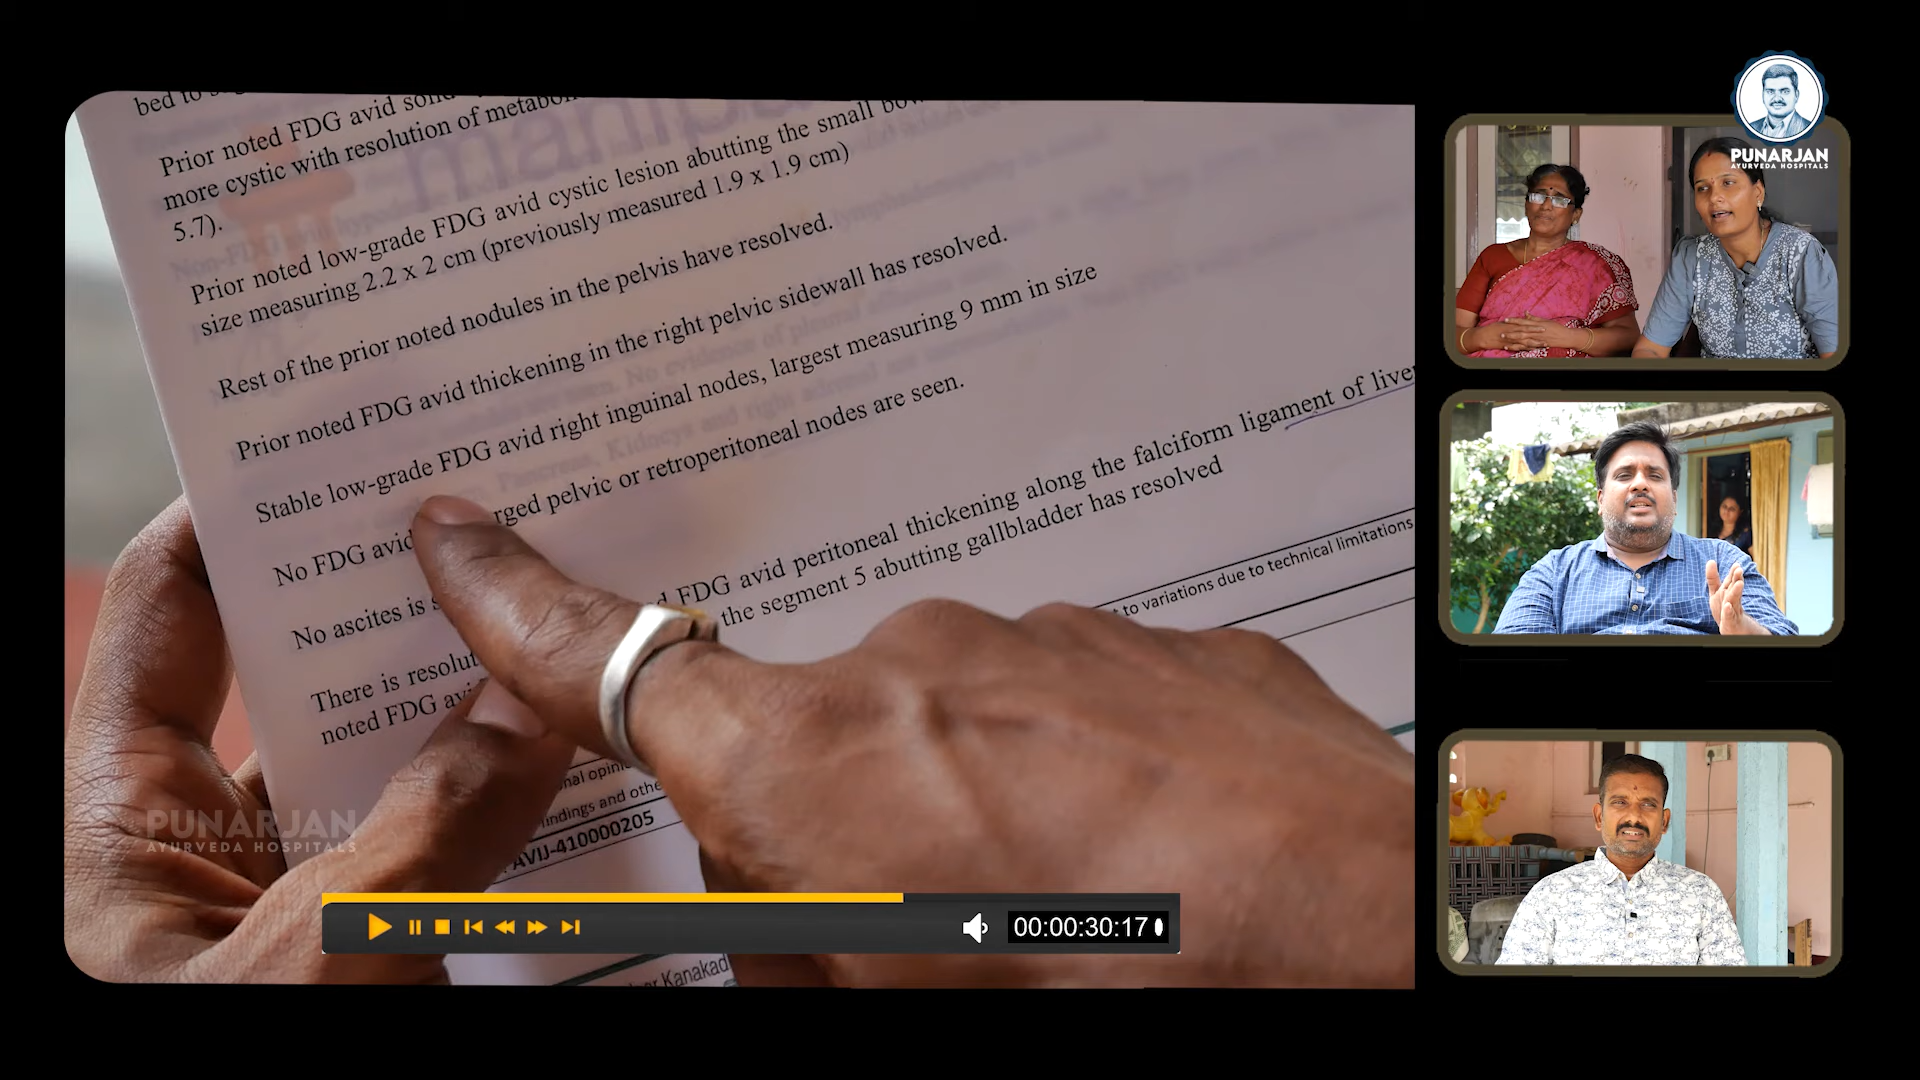 bed to
Prior noted FDG avid solid
more cystic with resolution of
5.7).
Prior noted low-grade FDG avid cystic lesion abutting the small
size measuring 2.2 x 2 cm (previously measured 1.9 x 1.9 cm)
Rest of the prior noted nodules in the pelvis have resolved.
Prior noted FDG avid thickening in the right pelvic sidewall has resolved.
Stable low-grade FDG avid right inguinal nodes, largest measuring 9 mm in size
No FDG avid pelvic or retroperitoneal nodes are seen.
No ascites is
There is FDG avid peritoneal thickening along the falciform ligament of liver
noted FDG the segment 5 abutting gallbladder has resolved
to variations due to technical limitations
AVIJ-410000205
Kanakad
PUNARJAN
AYURVEDA HOSPITALS
00:00:30:17
PUNARJAN
AYURVEDA HOSPITALS